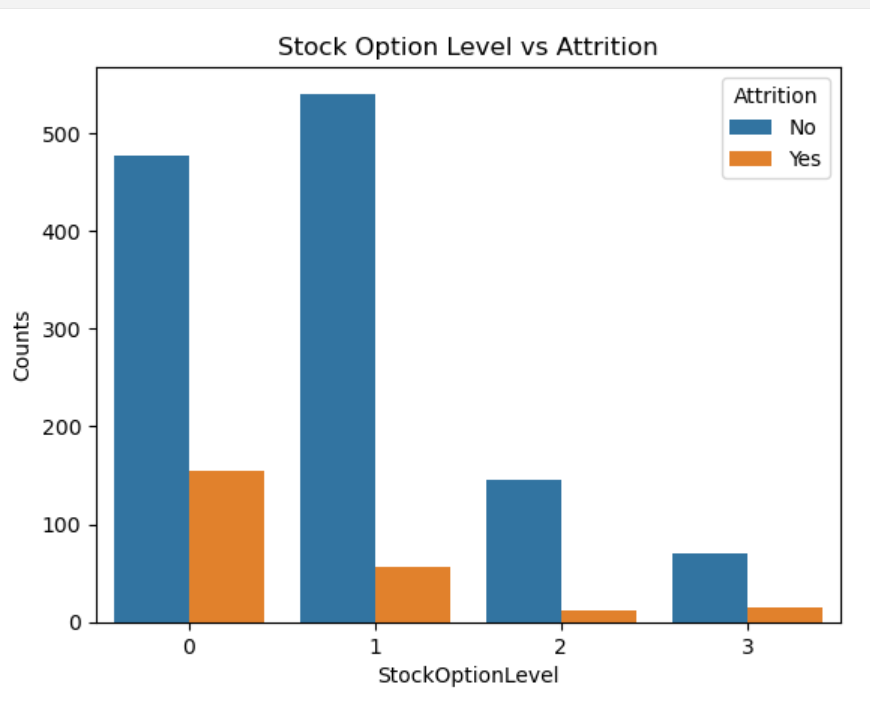 Stock Option Level vs Attrition
Attrition
No
Yes
Counts
500
400
300
200
100
0
0 1 2 3
StockOptionLevel